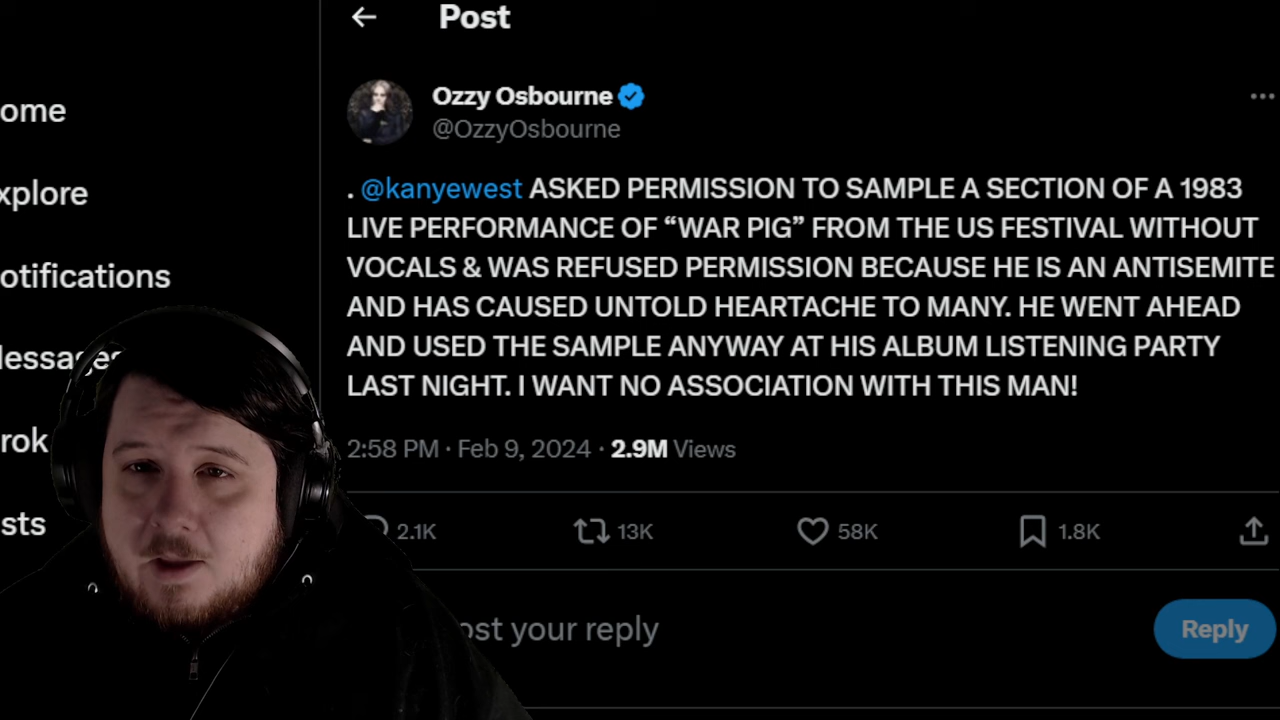 Post
Ozzy Osbourne
@OzzyOsbourne
ome
xplore
otifications
essages
rok
sts
. @kanyewest ASKED PERMISSION TO SAMPLE A SECTION OF A 1983
LIVE PERFORMANCE OF “WAR PIG” FROM THE US FESTIVAL WITHOUT
VOCALS & WAS REFUSED PERMISSION BECAUSE HE IS AN ANTISEMITE
AND HAS CAUSED UNTOLD HEARTACHE TO MANY. HE WENT AHEAD
AND USED THE SAMPLE ANYWAY AT HIS ALBUM LISTENING PARTY
LAST NIGHT. I WANT NO ASSOCIATION WITH THIS MAN!
2:58 PM · Feb 9, 2024 · 2.9M Views
2.1K 13K 58K 1.8K
ost your reply
Reply